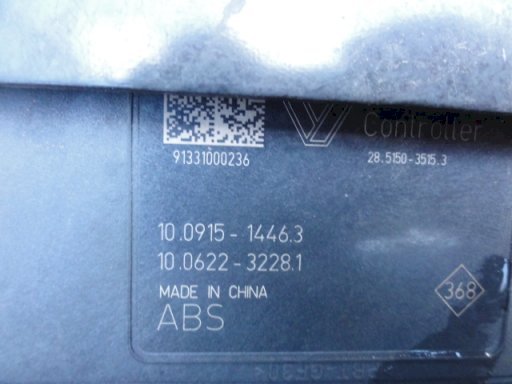 Controller
91331000236
28.5150-3515.3
10.0915-1446.3
10.0622-3228.1
MADE IN CHINA
368
ABS